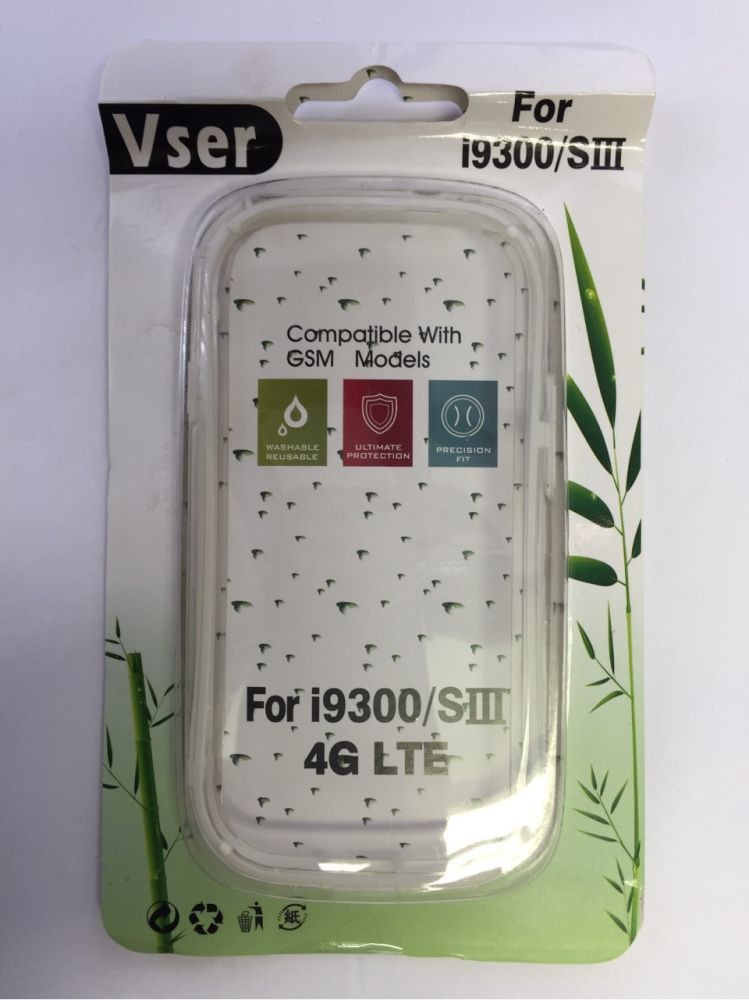 Vser
For
i9300/SIII
Compatible With
GSM Models
WASHABLE
REUSABLE
ULTIMATE
PROTECTION
PRECISION
FIT
For i9300/SIII
4G LTE
紙